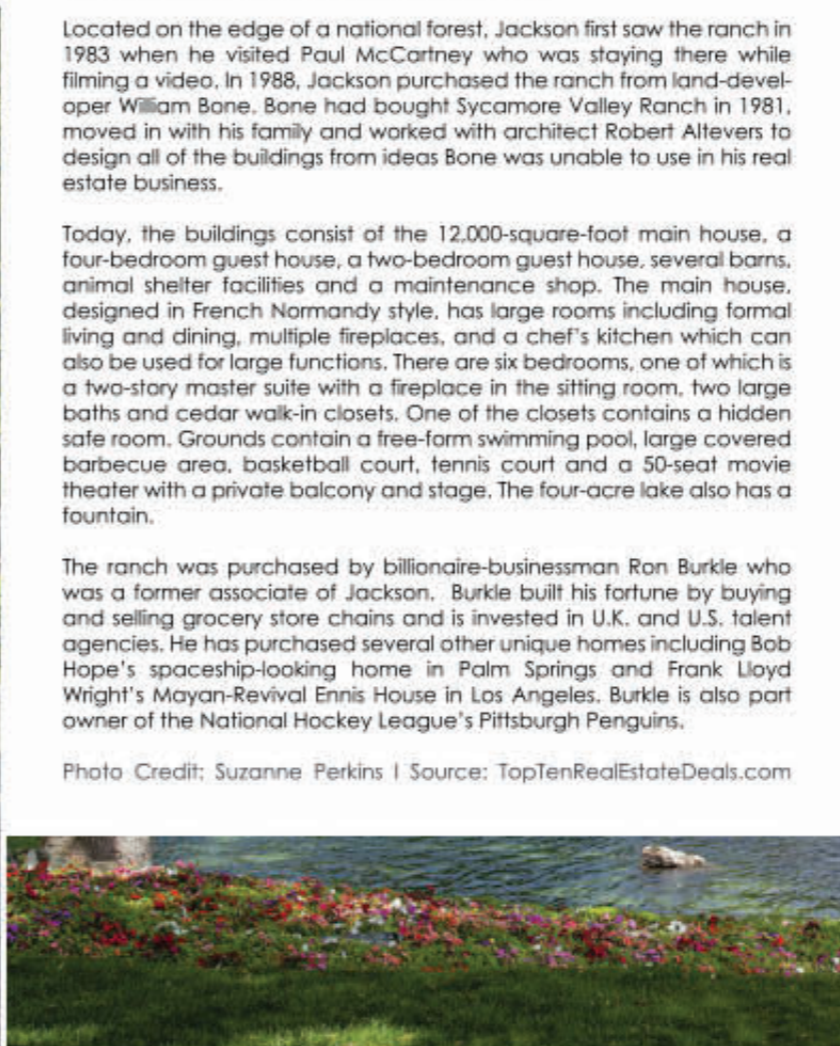 Located on the edge of a national forest, Jackson first saw the ranch in
1983 when he visited Paul McCartney who was staying there while
filming a video. In 1988, Jackson purchased the ranch from land-devel-
oper William Bone. Bone had bought Sycamore Valley Ranch in 1981,
moved in with his family and worked with architect Robert Altevers to
design all of the buildings from ideas Bone was unable to use in his real
estate business.
Today, the buildings consist of the 12,000-square-foot main house, a
four-bedroom guest house, a two-bedroom guest house, several barns,
animal shelter facilities and a maintenance shop. The main house,
designed in French Normandy style, has large rooms including formal
living and dining, multiple fireplaces, and a chef's kitchen which can
also be used for large functions. There are six bedrooms, one of which is
a two-story master suite with a fireplace in the sitting room, two large
baths and cedar walk-in closets. One of the closets contains a hidden
safe room. Grounds contain a free-form swimming pool, large covered
barbecue area, basketball court, tennis court and a 50-seat movie
theater with a private balcony and stage. The four-acre lake also has a
fountain.
The ranch was purchased by billionaire-businessman Ron Burkle who
was a former associate of Jackson. Burkle built his fortune by buying
and selling grocery store chains and is invested in U.K. and U.S. talent
agencies. He has purchased several other unique homes including Bob
Hope's spaceship-looking home in Palm Springs and Frank Lloyd
Wright's Mayan-Revival Ennis House in Los Angeles. Burkle is also part
owner of the National Hockey League's Pittsburgh Penguins.
Photo Credit: Suzanne Perkins I Source: TopTenRealEstateDeals.com